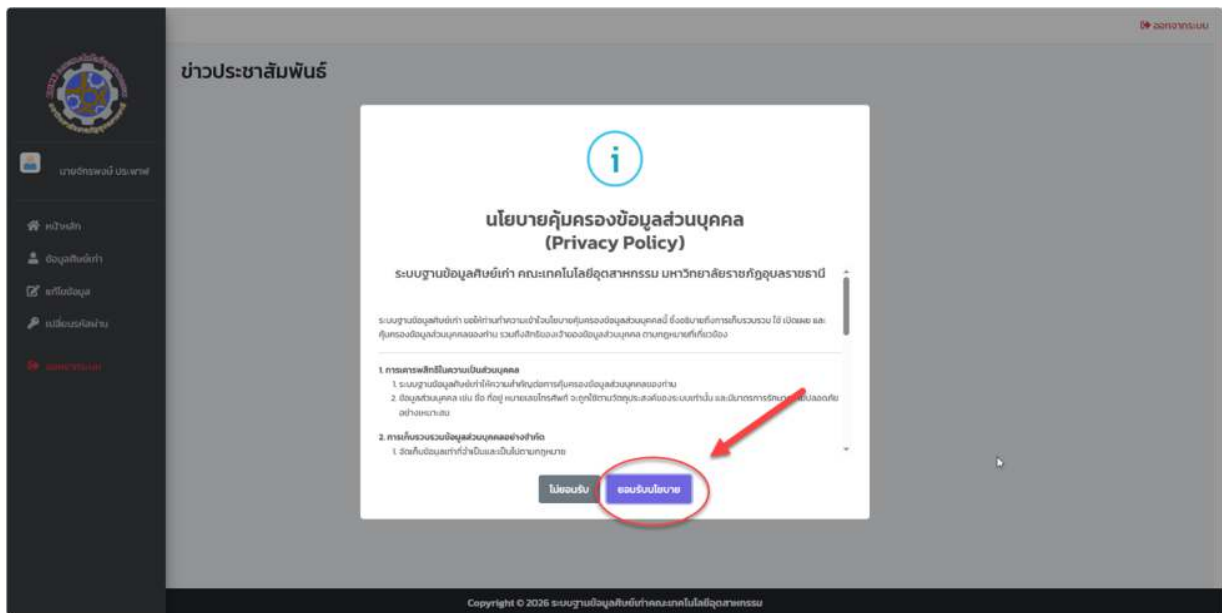 ออกจากระบบ
ข่าวประชาสัมพันธ์
หน้าหลัก
ข้อมูลศิษย์เก่า
แก้ไขข้อมูล
เปลี่ยนรหัสผ่าน
ออกจากระบบ
i
นโยบายคุ้มครองข้อมูลส่วนบุคคล
(Privacy Policy)
ระบบฐานข้อมูลศิษย์เก่า คณะเทคโนโลยีอุตสาหกรรม มหาวิทยาลัยราชภัฏอุบลราชธานี
ระบบฐานข้อมูลศิษย์เก่า ขอให้ท่านทำความเข้าใจนโยบายคุ้มครองข้อมูลส่วนบุคคลนี้ ซึ่งอธิบายถึงการเก็บรวบรวม ใช้ เปิดเผย และ
คุ้มครองข้อมูลส่วนบุคคลของท่าน รวมถึงสิทธิของเจ้าของข้อมูลส่วนบุคคล ตามกฎหมายที่เกี่ยวข้อง
1. การเคารพสิทธิในความเป็นส่วนบุคคล
1. ระบบฐานข้อมูลศิษย์เก่าให้ความสำคัญต่อการคุ้มครองข้อมูลส่วนบุคคลของท่าน
2. ข้อมูลส่วนบุคคล เช่น ชื่อ ที่อยู่ หมายเลขโทรศัพท์ จะถูกใช้ตามวัตถุประสงค์ของระบบเท่านั้น และมีมาตรการรักษาปลอดภัย
อย่างเหมาะสม
2. การเก็บรวบรวมข้อมูลส่วนบุคคลอย่างจำกัด
1. จัดเก็บข้อมูลเท่าที่จำเป็นและเป็นไปตามกฎหมาย
ไม่ยอมรับ
ยอมรับนโยบาย
Copyright © 2026 ระบบฐานข้อมูลศิษย์เก่าคณะเทคโนโลยีอุตสาหกรรม